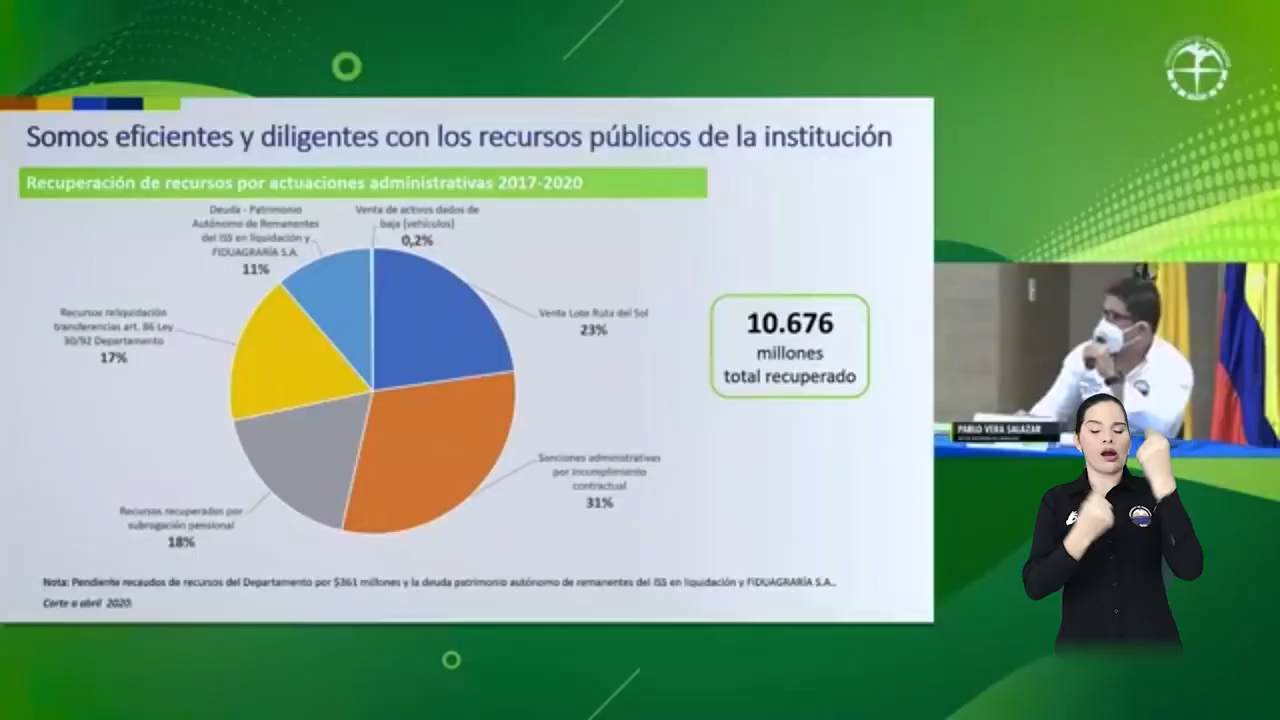 Somos eficientes y diligentes con los recursos públicos de la institución
Recuperación de recursos por actuaciones administrativas 2017-2020
Deuda - Patrimonio
Autónomo de Remanentes
del ISS en liquidación y
FIDUAGRARÍA S.A.
11%
Venta de activos dados de
baja (vehículos)
0,2%
Venta Lote Ruta del Sol
23%
Recursos reliquidación
transferencias art. 86 Ley
30/92 Departamento
17%
10.676
millones
total recuperado
Sanciones administrativas
por incumplimiento
contractual
31%
Recursos recuperados por
subrogación pensional
18%
Nota: Pendiente recaudos de recursos del Departamento por $361 millones y la deuda patrimonio autónomo de remanentes del ISS en liquidación y FIDUAGRARÍA S.A..
Corte a abril 2020.
PABLO VERA SALAZAR